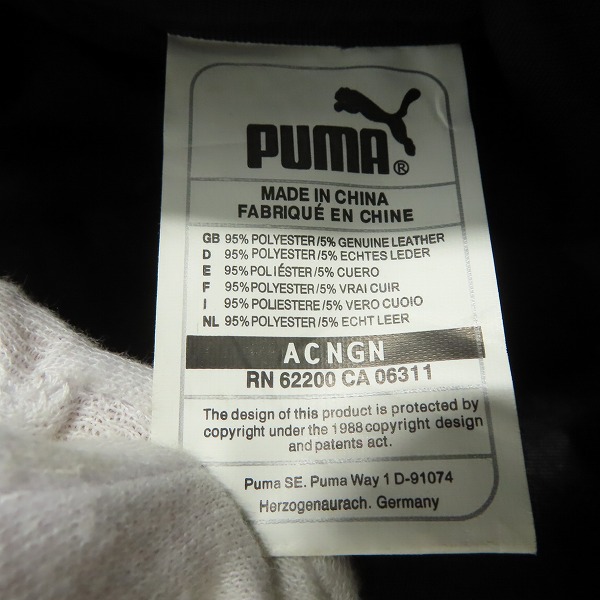 PUMA®
MADE IN CHINA
FABRIQUÉ EN CHINE
GB 95% POLYESTER/5% GENUINE LEATHER
D 95% POLYESTER/5% ECHTES LEDER
E 95% POLIÉSTER/5% CUERO
F 95% POLYESTER/5% VRAI CUIR
I 95% POLIESTERE/5% VERO CUOIO
NL 95% POLYESTER/5% ECHT LEER
ACNGN
RN 62200 CA 06311
The design of this product is protected by
copyright under the 1988 copyright design
and patents act.
Puma SE. Puma Way 1 D-91074
Herzogenaurach. Germany